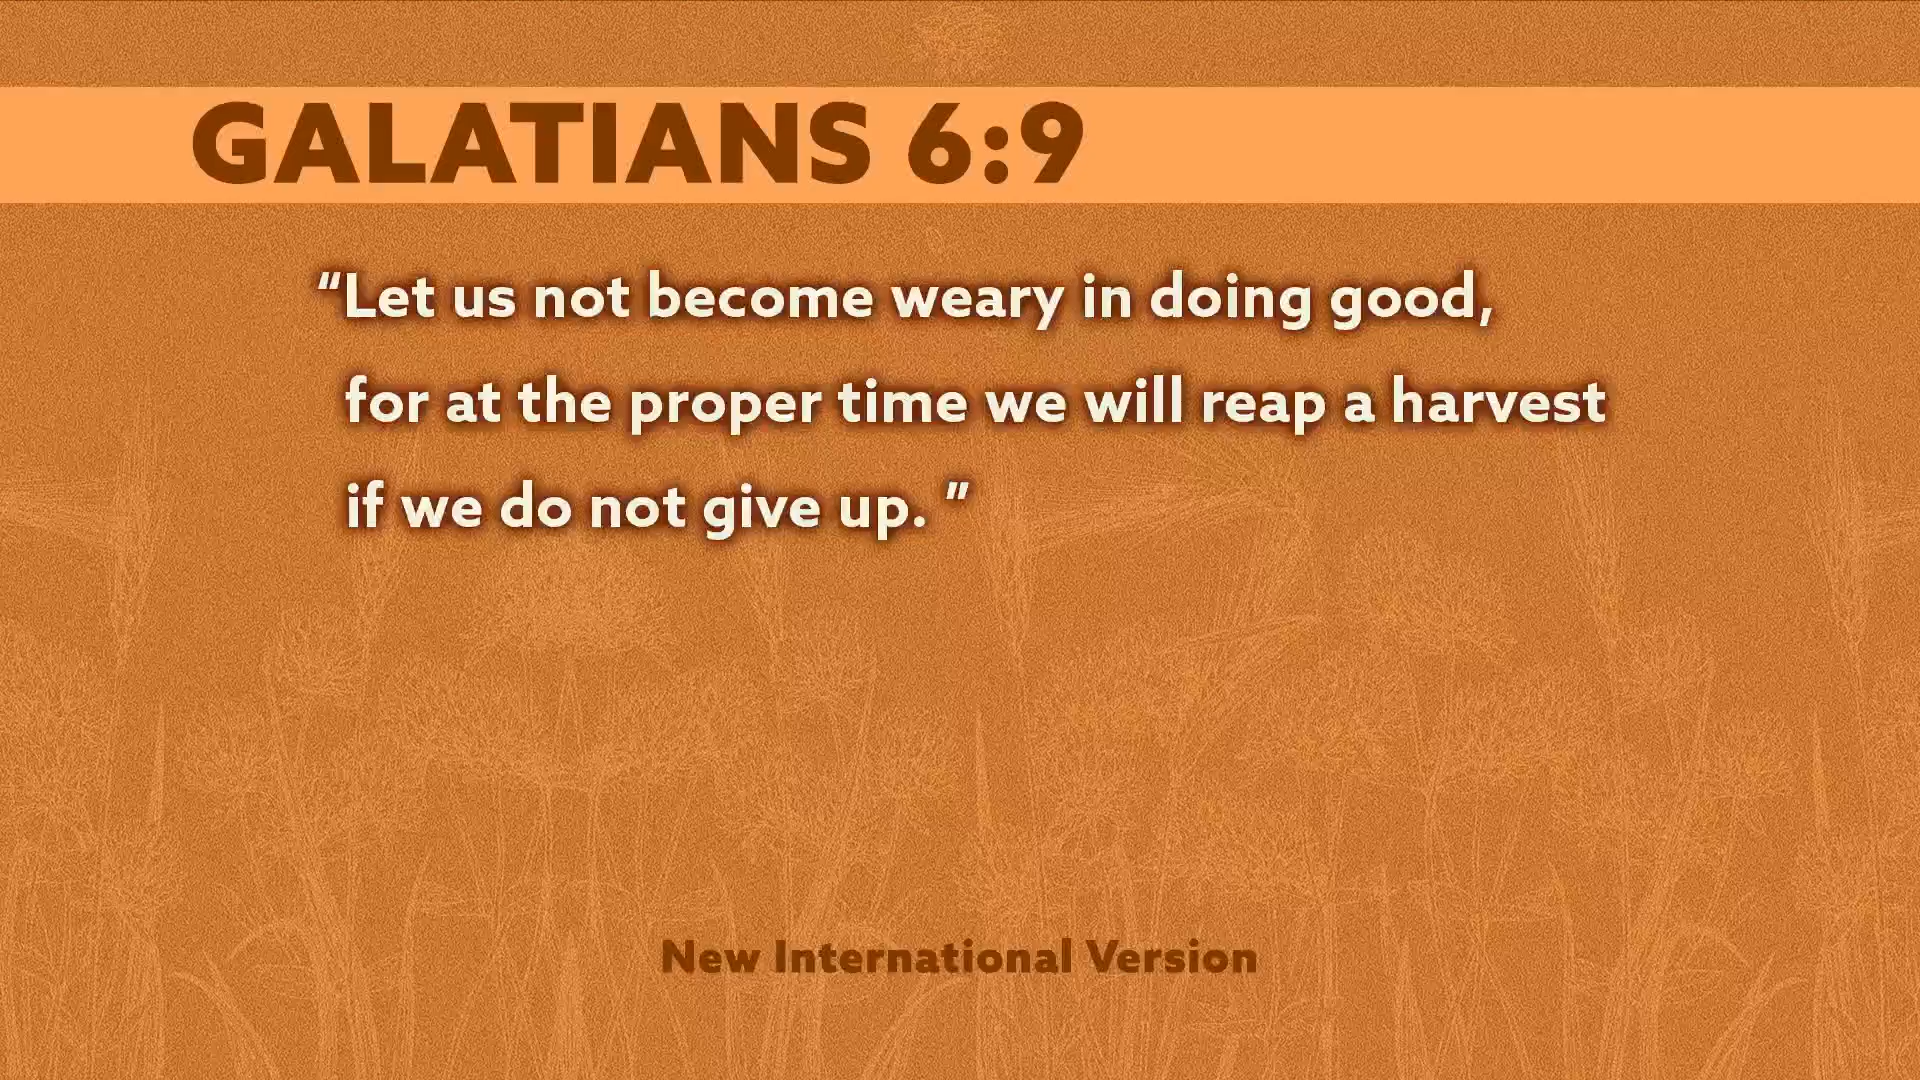 GALATIANS 6:9
“Let us not become weary in doing good,
for at the proper time we will reap a harvest
if we do not give up. ”
New International Version